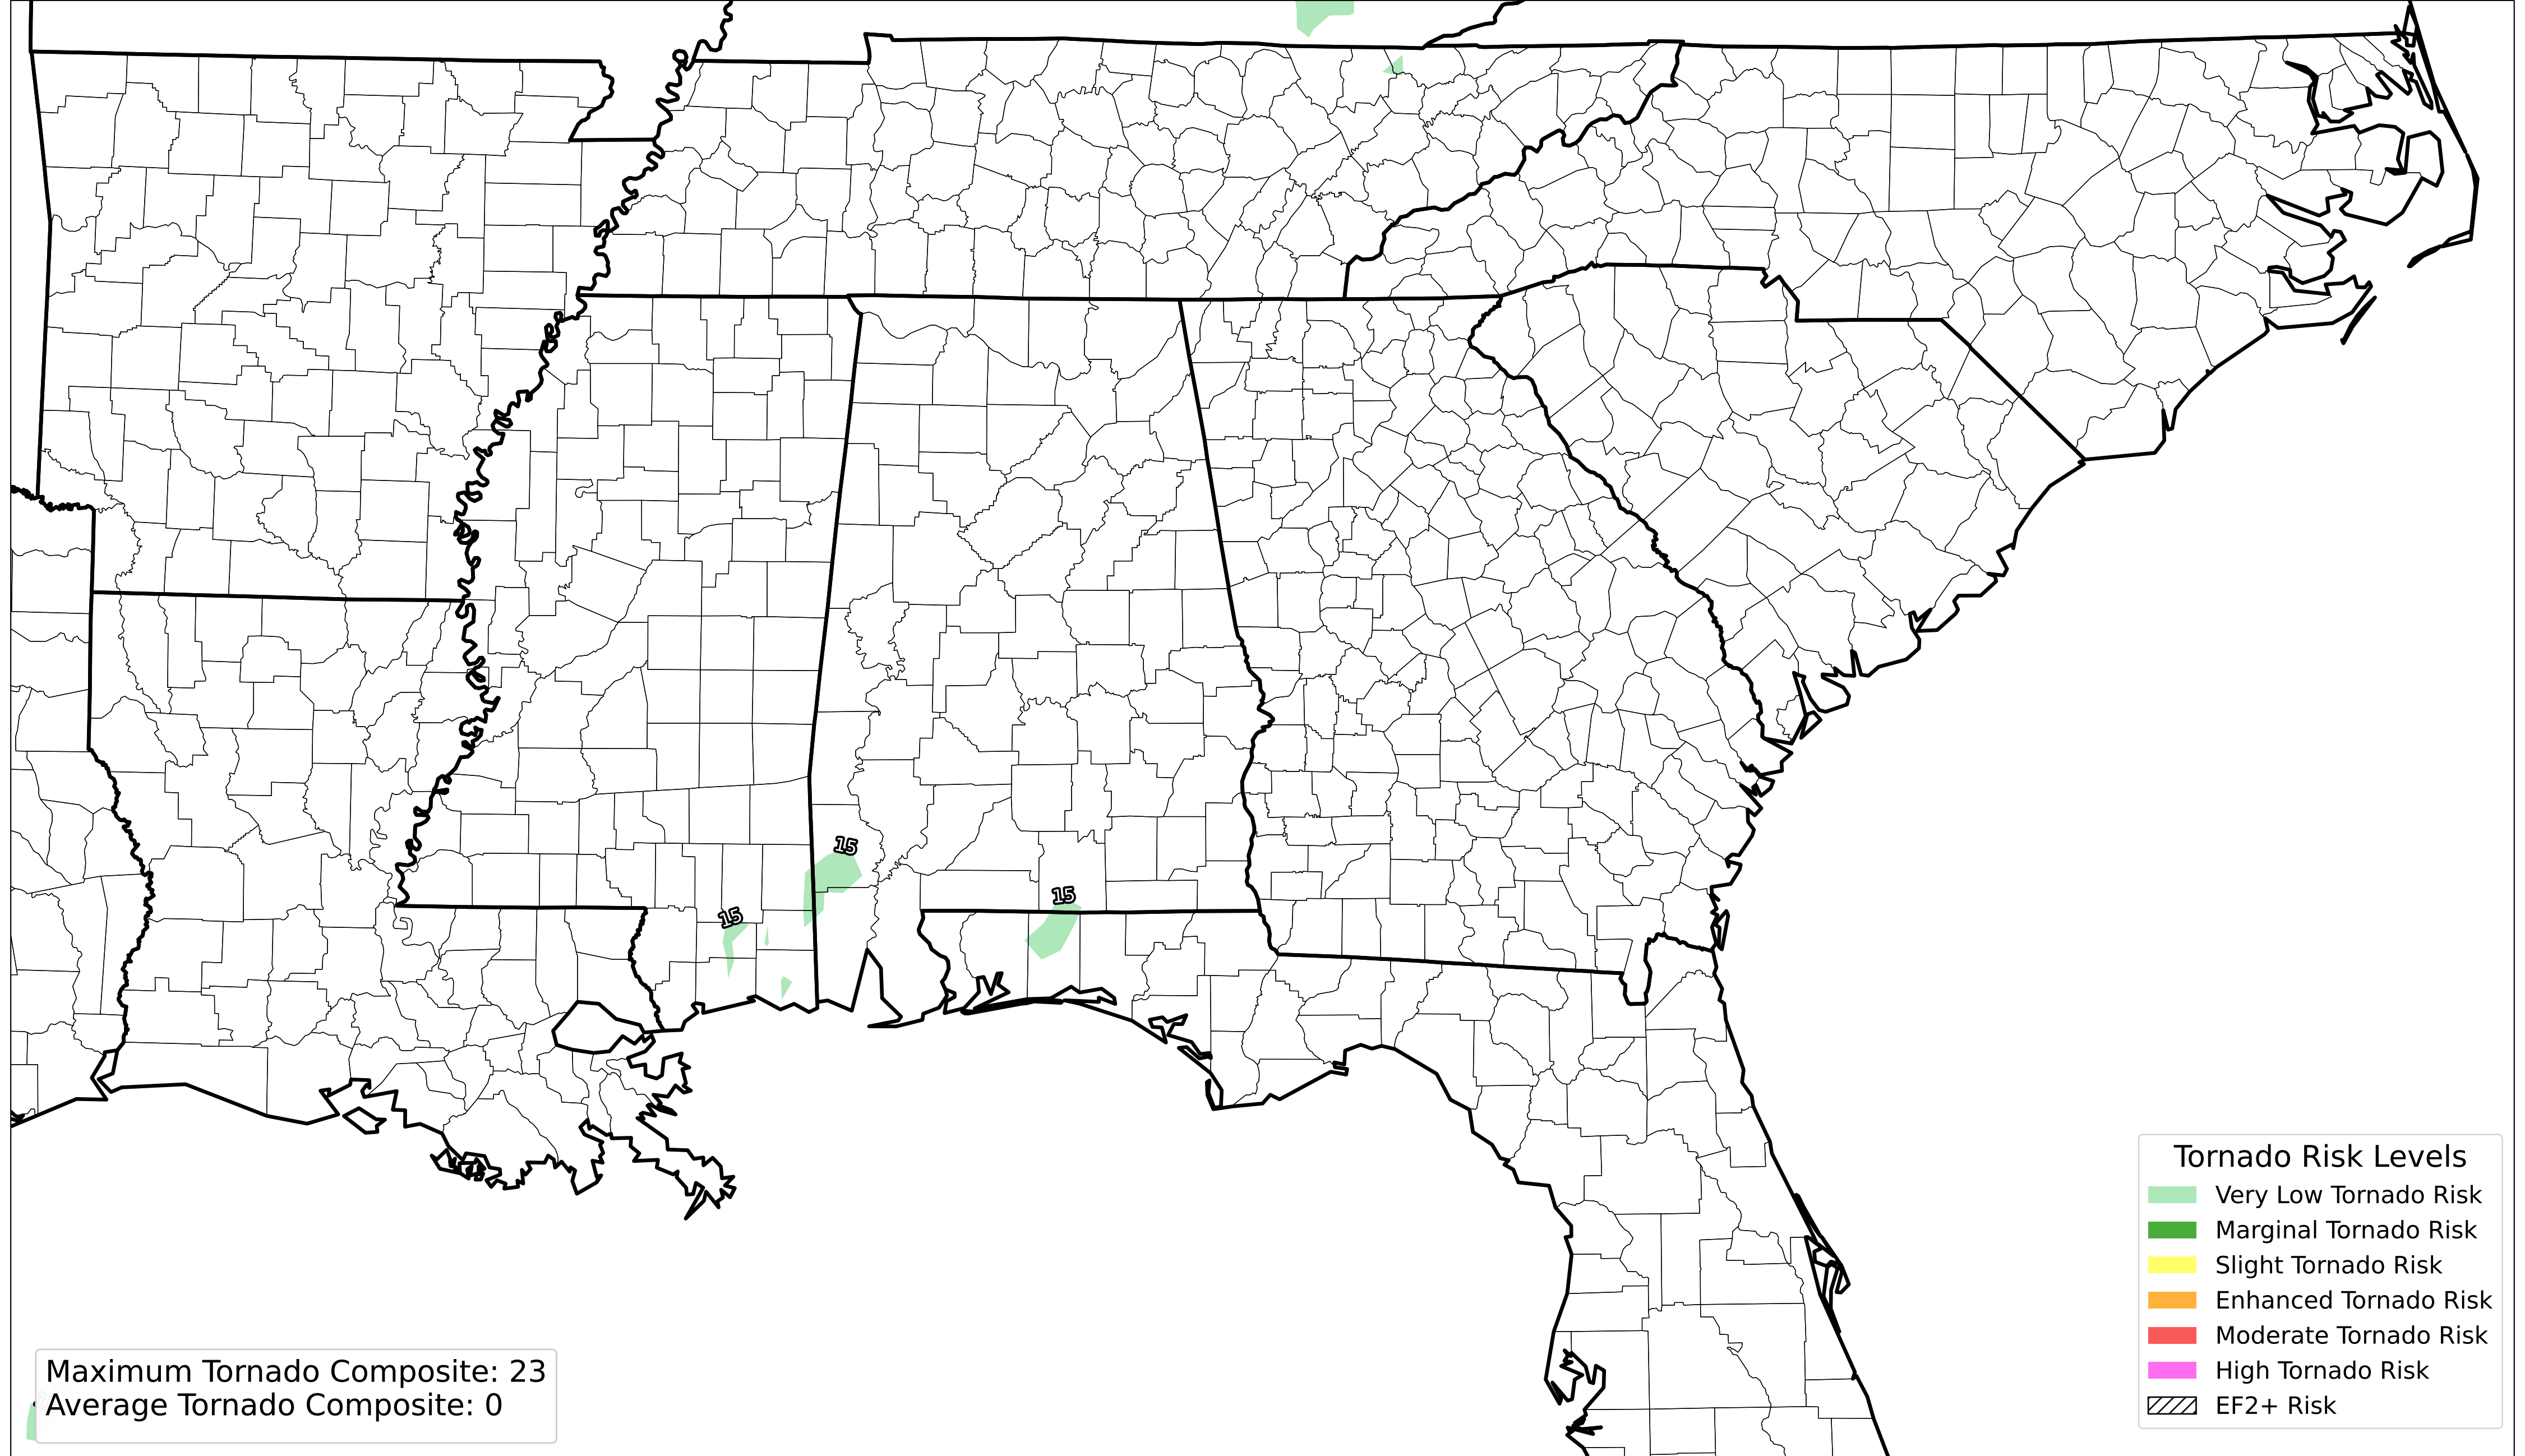 15
15
15
Tornado Risk Levels
Very Low Tornado Risk
Marginal Tornado Risk
Slight Tornado Risk
Enhanced Tornado Risk
Moderate Tornado Risk
High Tornado Risk
EF2+ Risk
Maximum Tornado Composite: 23
Average Tornado Composite: 0